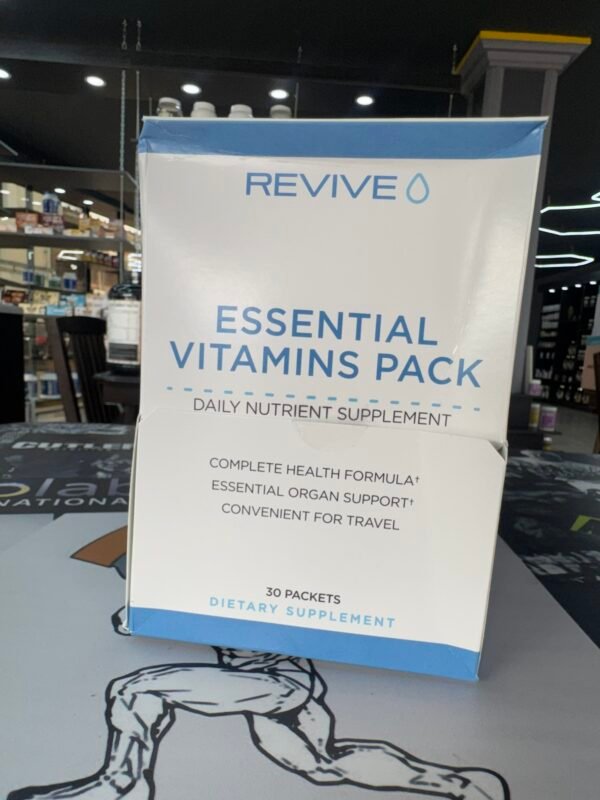 REVIVE
ESSENTIAL
VITAMINS PACK
DAILY NUTRIENT SUPPLEMENT
COMPLETE HEALTH FORMULA†
ESSENTIAL ORGAN SUPPORT†
CONVENIENT FOR TRAVEL
30 PACKETS
DIETARY SUPPLEMENT